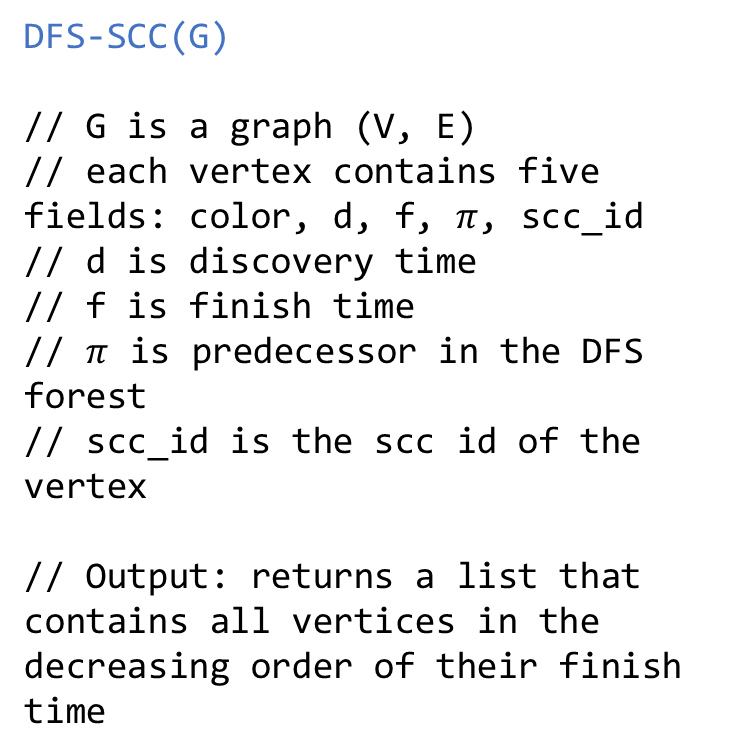 DFS-SCC(G)
// G is a graph (V, E)
// each vertex contains five
fields: color, d, f, π, scc_id
// d is discovery time
// f is finish time
// π is predecessor in the DFS
forest
// scc_id is the scc id of the
vertex
// Output: returns a list that
contains all vertices in the
decreasing order of their finish
time